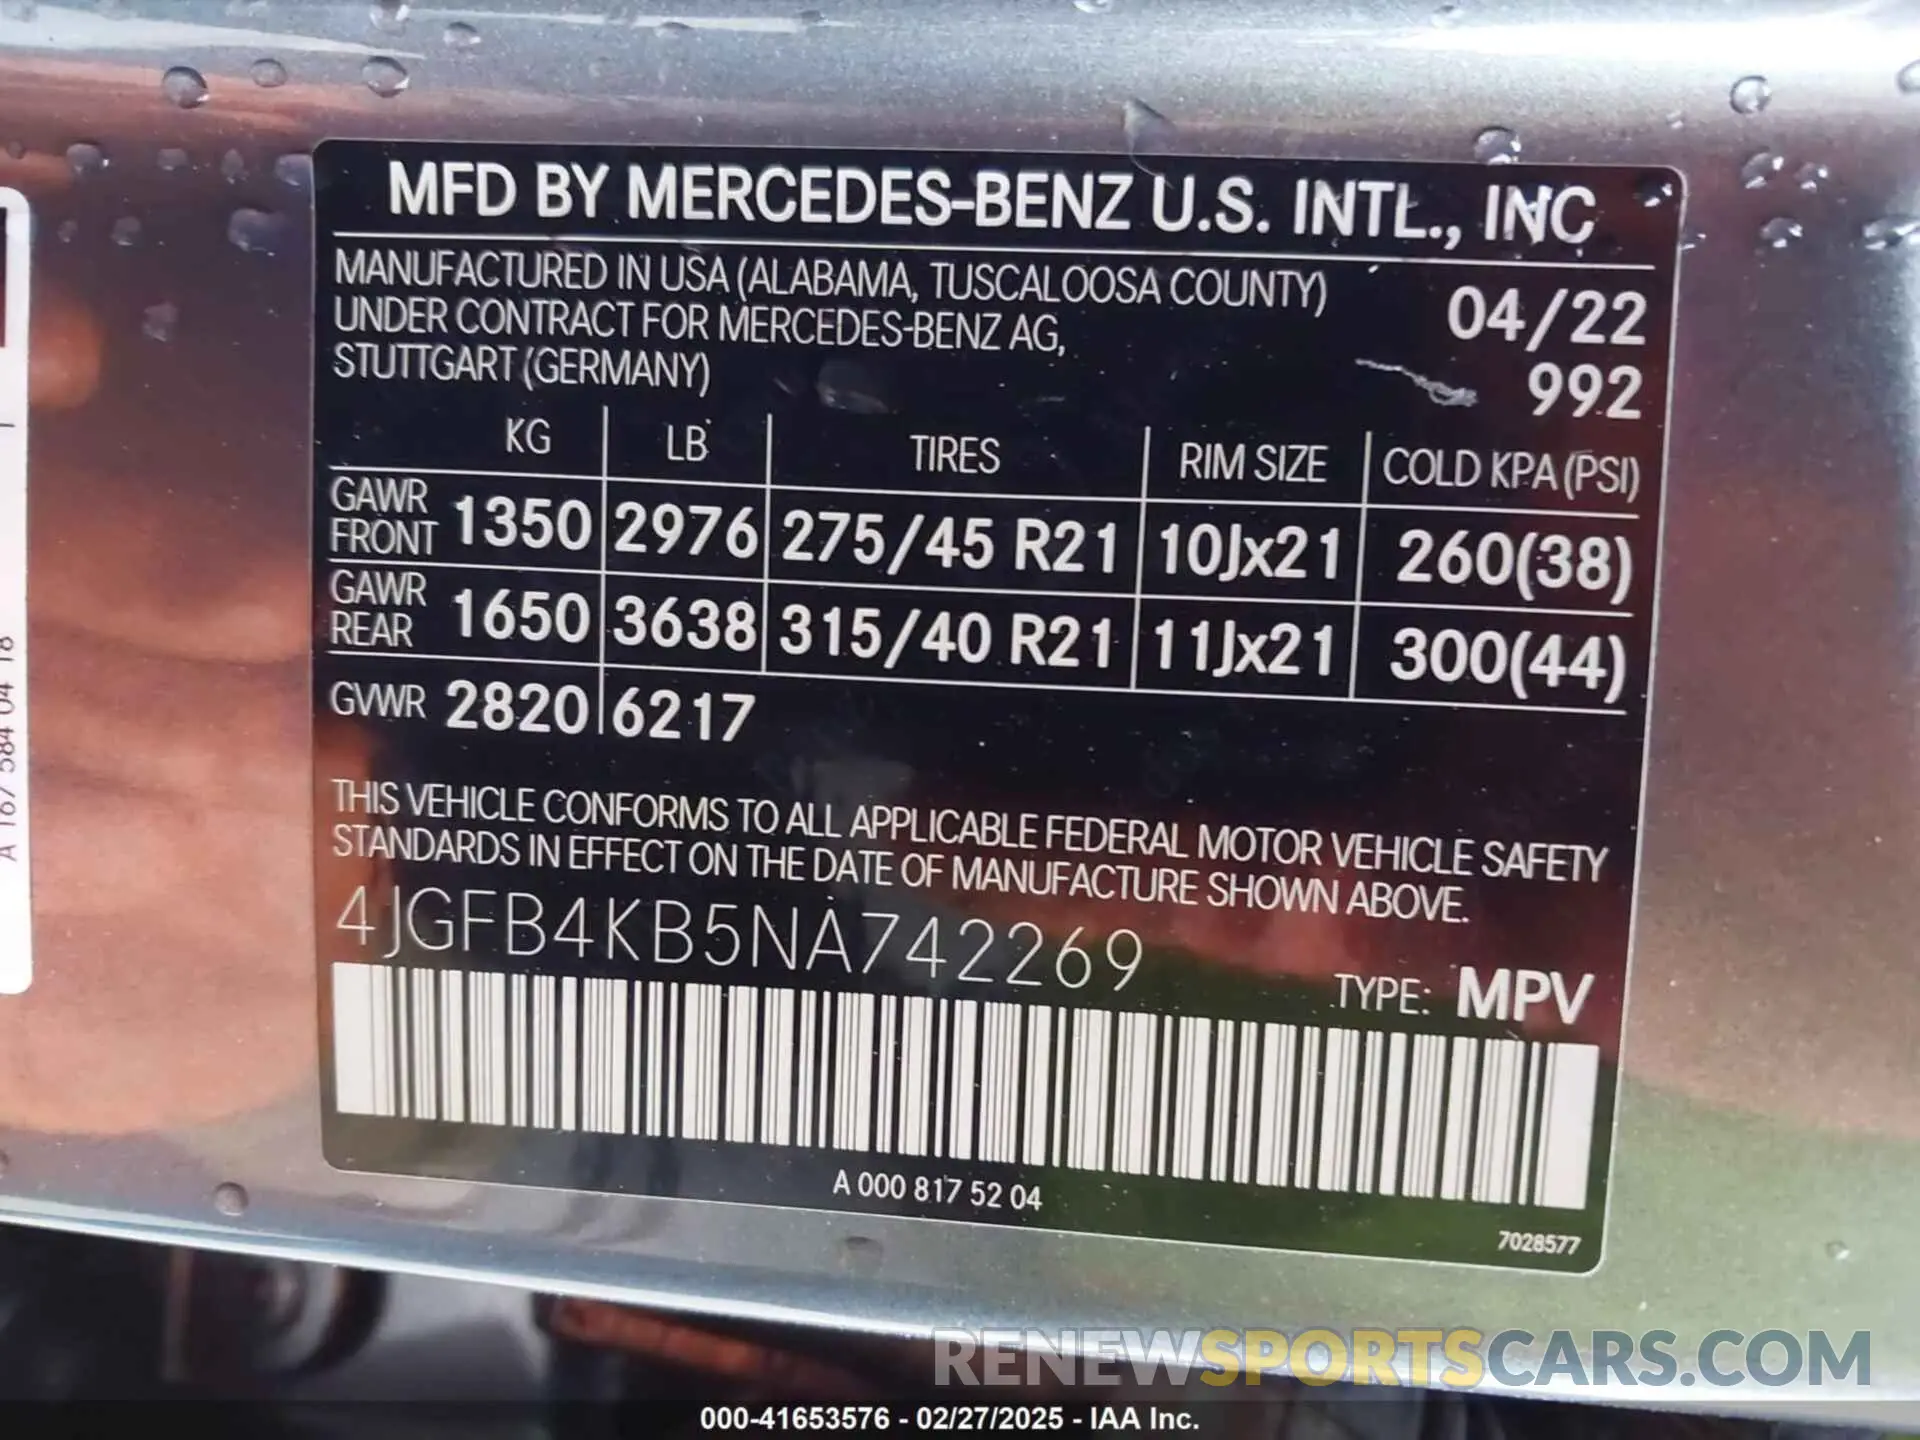 MFD BY MERCEDES-BENZ U.S. INTL., INC
MANUFACTURED IN USA (ALABAMA, TUSCALOOSA COUNTY)
UNDER CONTRACT FOR MERCEDES-BENZ AG,
STUTTGART (GERMANY)
04/22
992
KG LB TIRES RIM SIZE COLD KPA (PSI)
GAWR
FRONT 1350 2976 275/45 R21 10Jx21 260(38)
GAWR
REAR 1650 3638 315/40 R21 11Jx21 300(44)
GVWR 2820 6217
THIS VEHICLE CONFORMS TO ALL APPLICABLE FEDERAL MOTOR VEHICLE SAFETY
STANDARDS IN EFFECT ON THE DATE OF MANUFACTURE SHOWN ABOVE.
4JGFB4KB5NA742269
TYPE: MPV
A 000 817 52 04
7028577
A 167 584 04 18
RENEWSPORTSCARS.COM
000-41653576 - 02/27/2025 - IAA Inc.